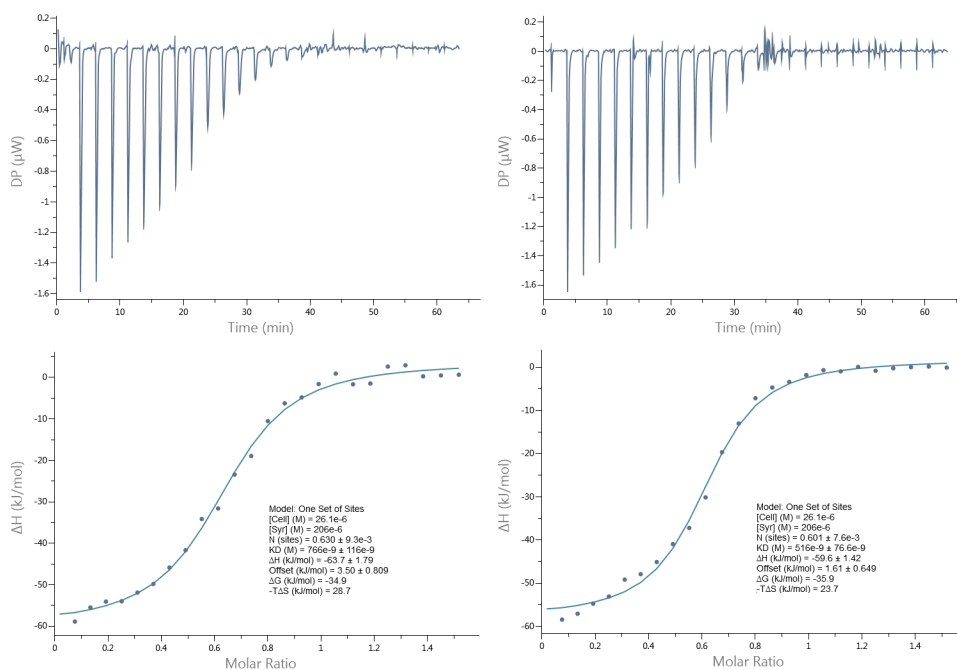 0.2
0
-0.2
-0.4
-0.6
-0.8
-1
-1.2
-1.4
-1.6
DP (µW)
0 10 20 30 40 50 60
Time (min)
0.2
0
-0.2
-0.4
-0.6
-0.8
-1
-1.2
-1.4
-1.6
DP (µW)
0 10 20 30 40 50 60
Time (min)
0
-10
-20
-30
-40
-50
-60
ΔH (kJ/mol)
Model: One Set of Sites
[Cell] (M) = 26.1e-6
[Syr] (M) = 206e-6
N (sites) = 0.630 ± 9.3e-3
KD (M) = 766e-9 ± 116e-9
ΔH (kJ/mol) = -63.7 ± 1.79
Offset (kJ/mol) = 3.50 ± 0.809
ΔG (kJ/mol) = -34.9
-TΔS (kJ/mol) = 28.7
0 0.2 0.4 0.6 0.8 1 1.2 1.4
Molar Ratio
0
-10
-20
-30
-40
-50
-60
ΔH (kJ/mol)
Model: One Set of Sites
[Cell] (M) = 26.1e-6
[Syr] (M) = 206e-6
N (sites) = 0.601 ± 7.6e-3
KD (M) = 516e-9 ± 76.6e-9
ΔH (kJ/mol) = -59.6 ± 1.42
Offset (kJ/mol) = 1.61 ± 0.649
ΔG (kJ/mol) = -35.9
-TΔS (kJ/mol) = 23.7
0 0.2 0.4 0.6 0.8 1 1.2 1.4
Molar Ratio